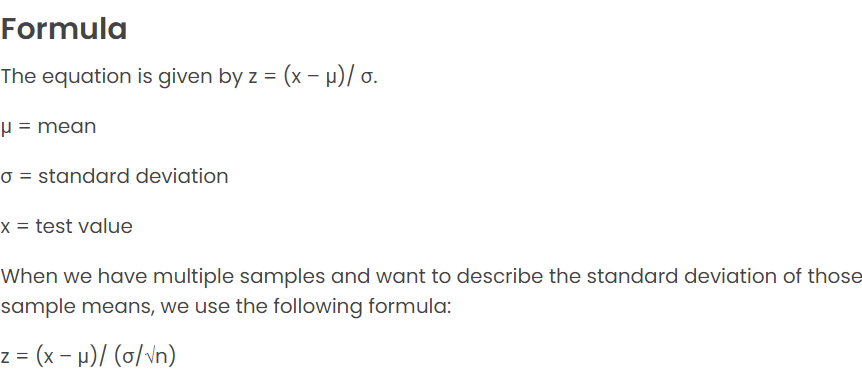 Formula
The equation is given by z = (x – μ)/ σ.
μ = mean
σ = standard deviation
x = test value
When we have multiple samples and want to describe the standard deviation of those
sample means, we use the following formula:
z = (x – μ)/ (σ/√n)